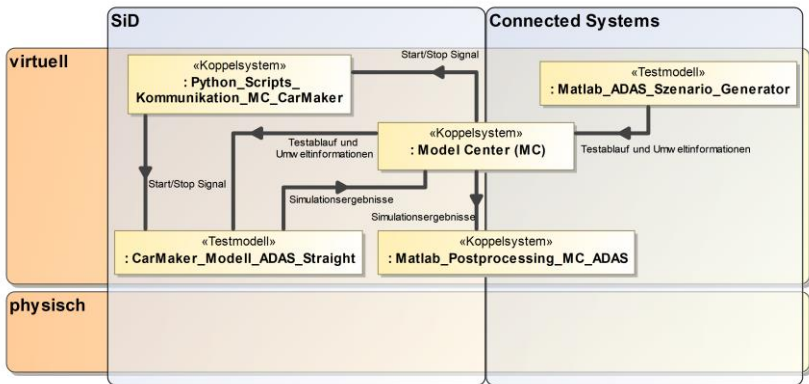 SiD
Connected Systems
virtuell
«Koppelsystem»
: Python_Scripts_
Kommunikation_MC_CarMaker
Start/Stop Signal
«Testmodell»
: Matlab_ADAS_Szenario_Generator
«Koppelsystem»
: Model Center (MC)
Testablauf und
Umweltinformationen
Testablauf und Umweltinformationen
Start/Stop Signal
Simulationsergebnisse
Simulationsergebnisse
«Testmodell»
: CarMaker_Modell_ADAS_Straight
«Koppelsystem»
: Matlab_Postprocessing_MC_ADAS
physisch